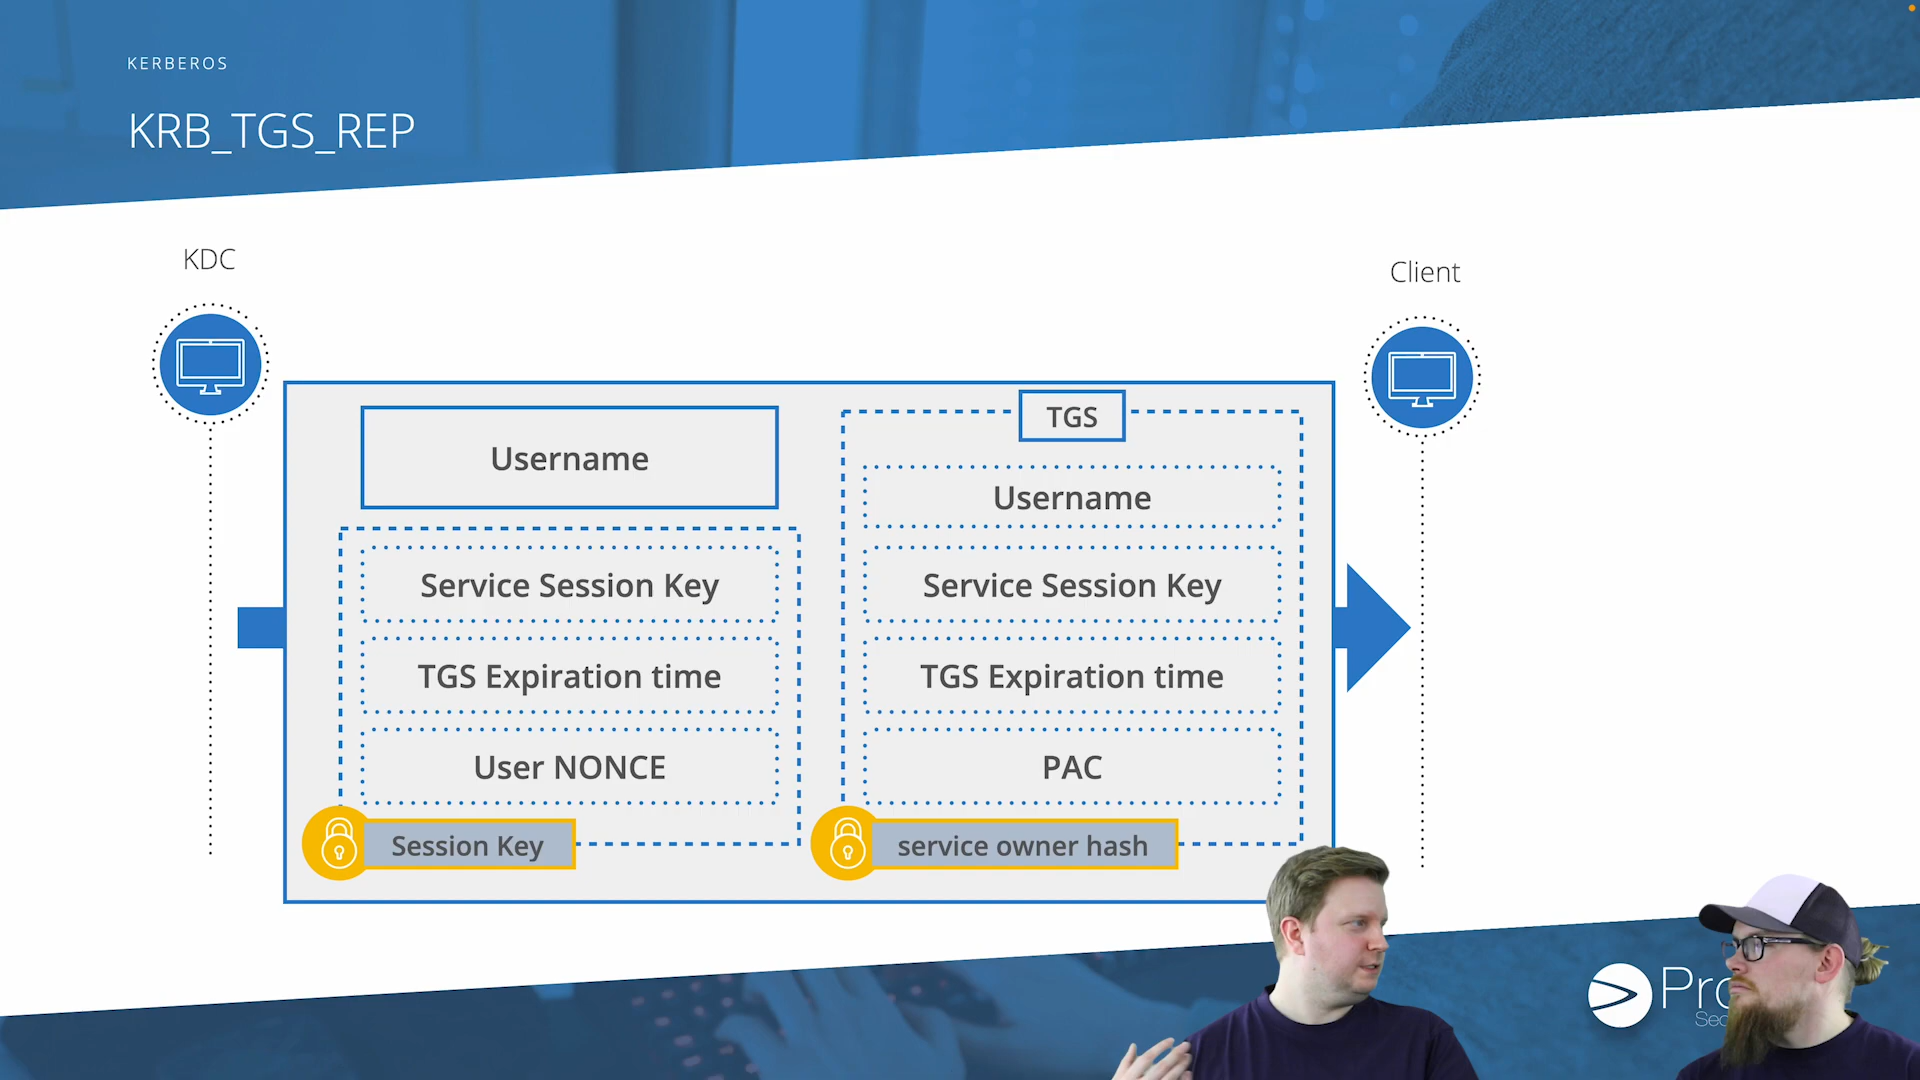 KERBEROS
KRB_TGS_REP
KDC
Client
Username
Service Session Key
TGS Expiration time
User NONCE
Session Key
TGS
Username
Service Session Key
TGS Expiration time
PAC
service owner hash